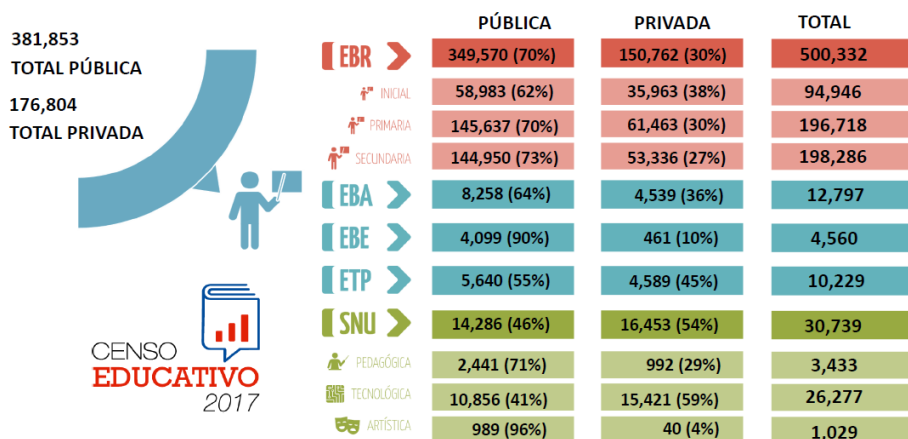 381,853
TOTAL PÚBLICA
176,804
TOTAL PRIVADA
CENSO
EDUCATIVO
2017
PÚBLICA PRIVADA TOTAL
EBR 349,570 (70%) 150,762 (30%) 500,332
INICIAL 58,983 (62%) 35,963 (38%) 94,946
PRIMARIA 145,637 (70%) 61,463 (30%) 196,718
SECUNDARIA 144,950 (73%) 53,336 (27%) 198,286
EBA 8,258 (64%) 4,539 (36%) 12,797
EBE 4,099 (90%) 461 (10%) 4,560
ETP 5,640 (55%) 4,589 (45%) 10,229
SNU 14,286 (46%) 16,453 (54%) 30,739
PEDAGÓGICA 2,441 (71%) 992 (29%) 3,433
TECNOLÓGICA 10,856 (41%) 15,421 (59%) 26,277
ARTÍSTICA 989 (96%) 40 (4%) 1,029